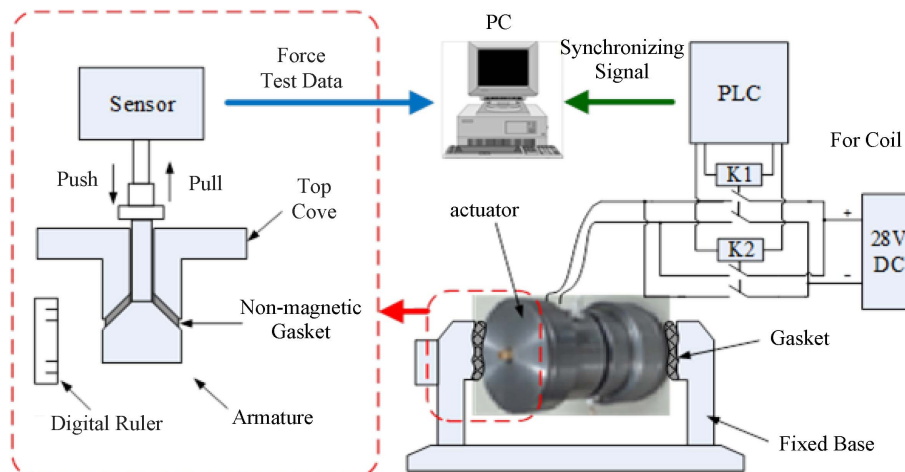 PC
Force
Test Data
Synchronizing
Signal
Sensor
PLC
For Coil
Push
Pull
K1
Top
Cove
actuator
+
28V
DC
K2
-
Non-magnetic
Gasket
Gasket
Digital Ruler
Armature
Fixed Base